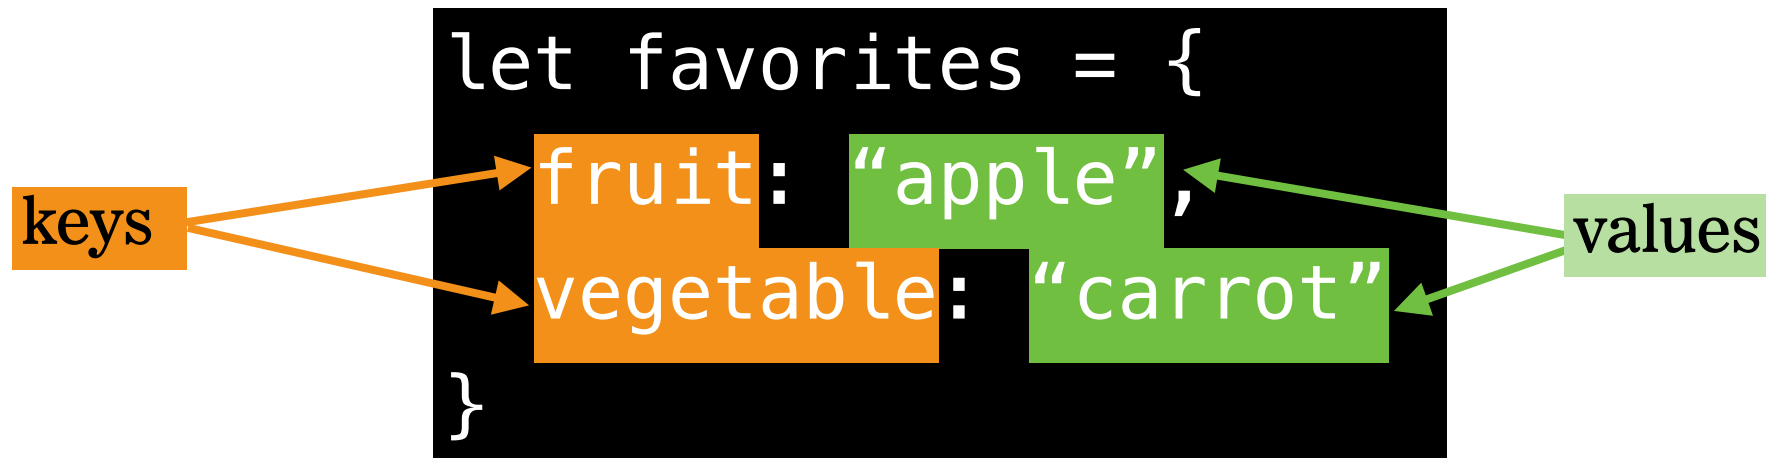 let favorites = {
fruit: “apple”,
keys
values
vegetable: “carrot”
}